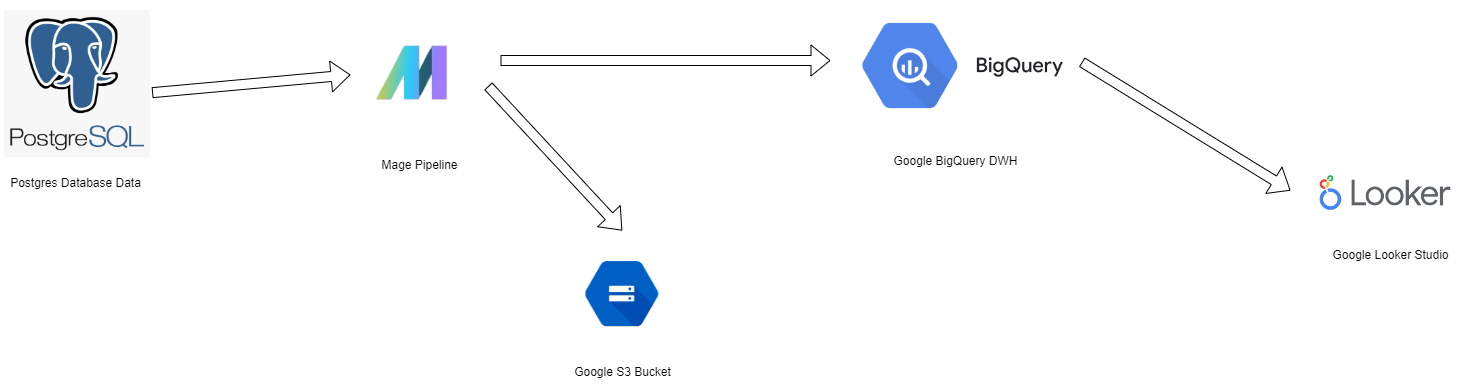 PostgreSQL
Postgres Database Data
Mage Pipeline
BigQuery
Google BigQuery DWH
Google S3 Bucket
Looker
Google Looker Studio